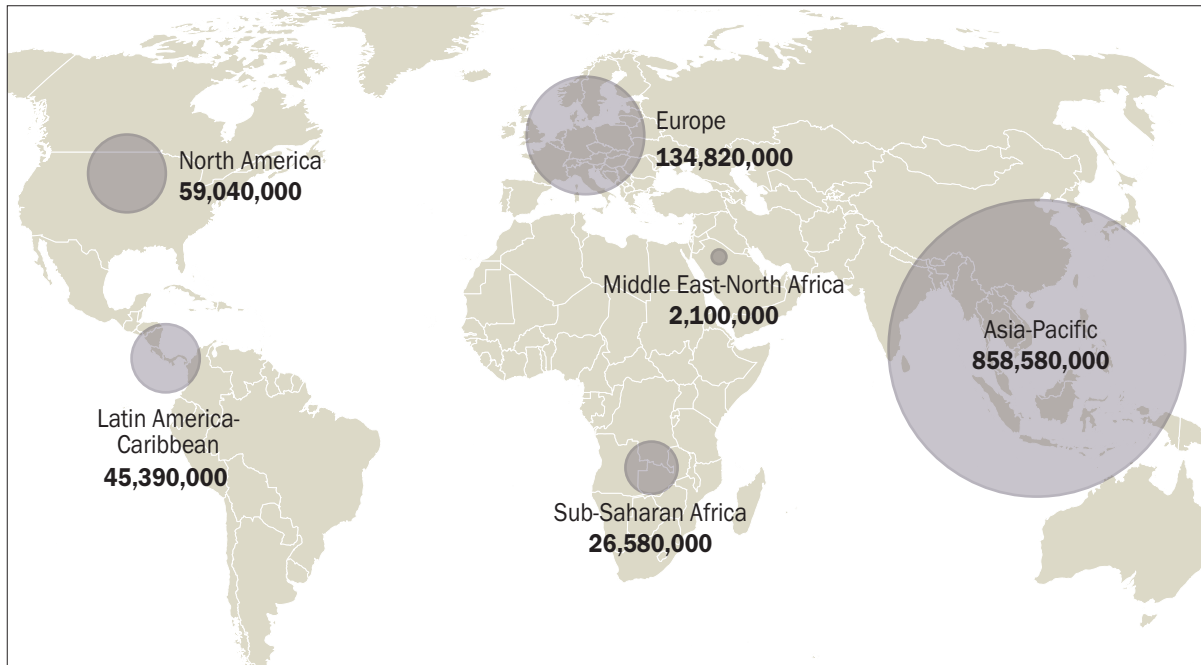 Europe
134,820,000
North America
59,040,000
Middle East-North Africa
2,100,000
Asia-Pacific
858,580,000
Latin America-
Caribbean
45,390,000
Sub-Saharan Africa
26,580,000